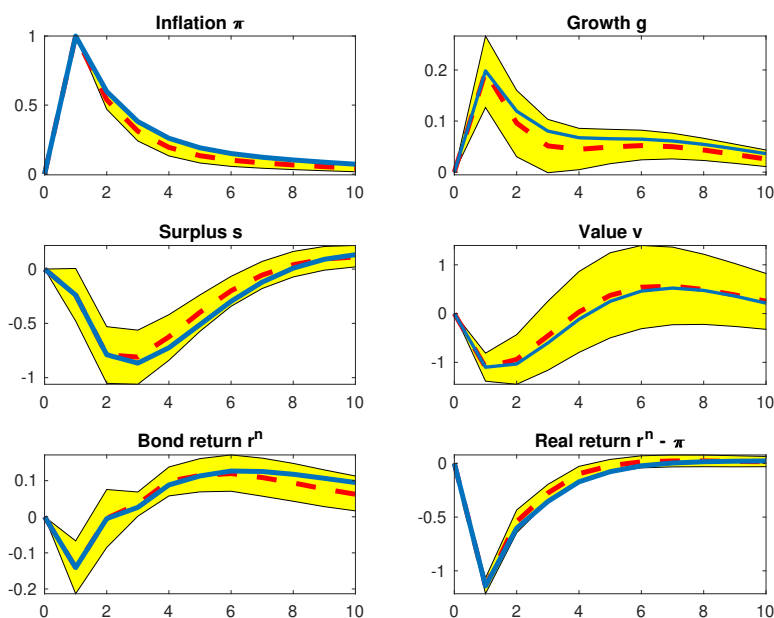 Inflation π
1
0.5
0
0 2 4 6 8 10
Growth g
0.2
0.1
0
0 2 4 6 8 10
Surplus s
0
-0.5
-1
0 2 4 6 8 10
Value v
1
0
-1
0 2 4 6 8 10
Bond return rⁿ
0.1
0
-0.1
-0.2
0 2 4 6 8 10
Real return rⁿ - π
0
-0.5
-1
0 2 4 6 8 10